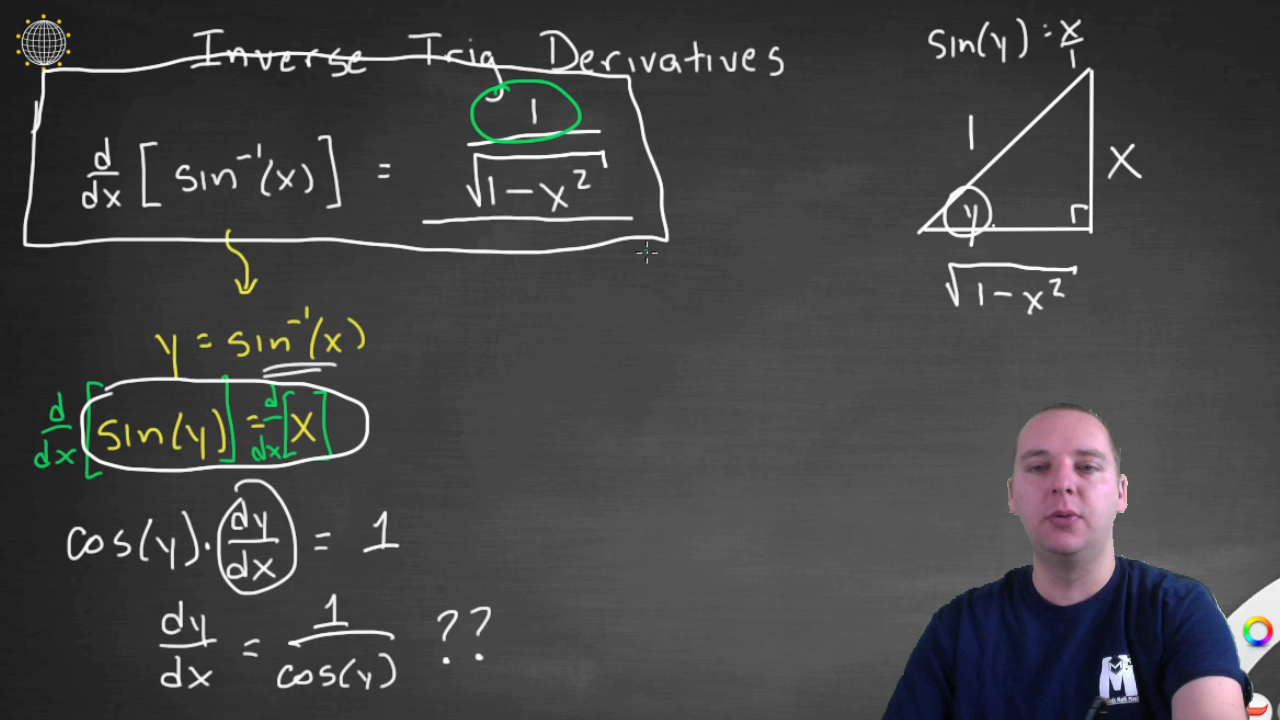 Inverse Trig Derivatives
d/dx [ sin⁻¹(x) ] = 1/√(1-x²)
y = sin⁻¹(x)
d/dx [sin(y)] = d/dx [x]
cos(y) · dy/dx = 1
dy/dx = 1/cos(y) ??
sin(y) = x/1
1
x
y
√(1-x²)
M